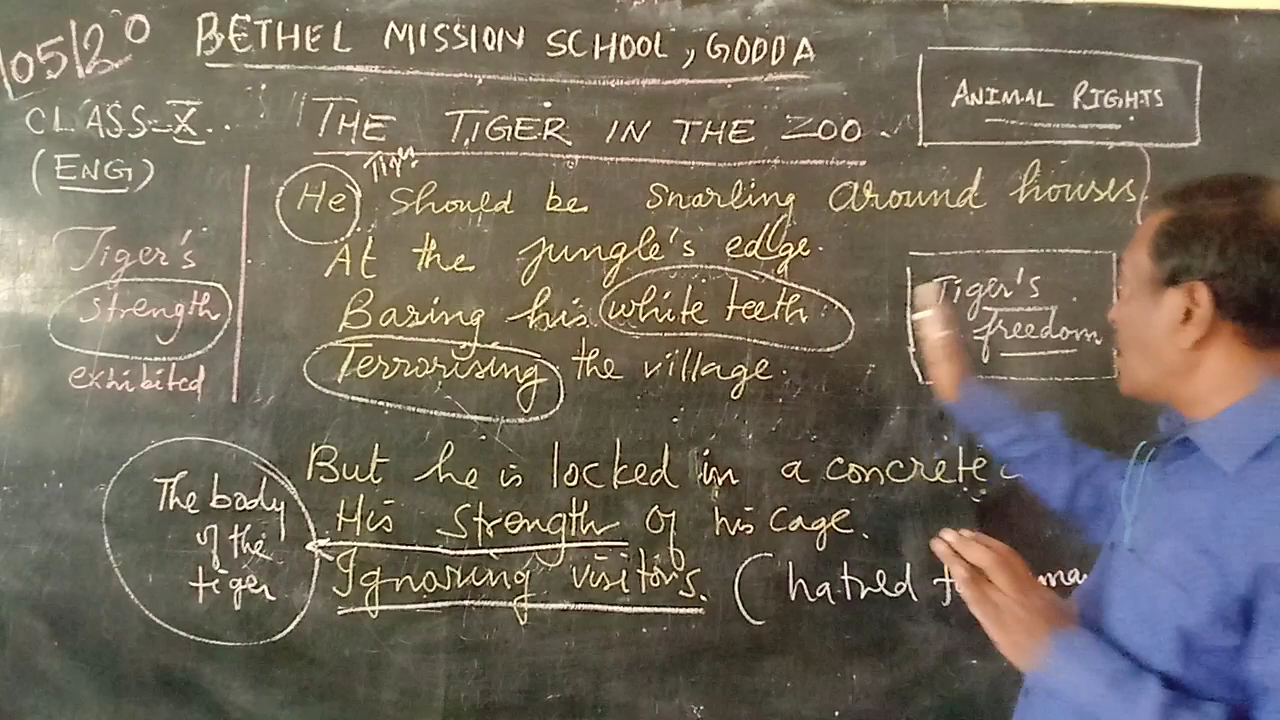 05/20
BETHEL MISSION SCHOOL, GODDA
CLASS-X..
(ENG)
"THE TIGER IN THE ZOO
ANIMAL RIGHTS
Tiger
He should be snarling around houses
At the jungle's edge.
Baring his white teeth
Terrorising the village.
Tiger's
strength
exhibited
Tiger's
freedom
But he is locked in a concrete
His strength of his cage.
Ignoring visitors. (hatred
The body
of the
tiger